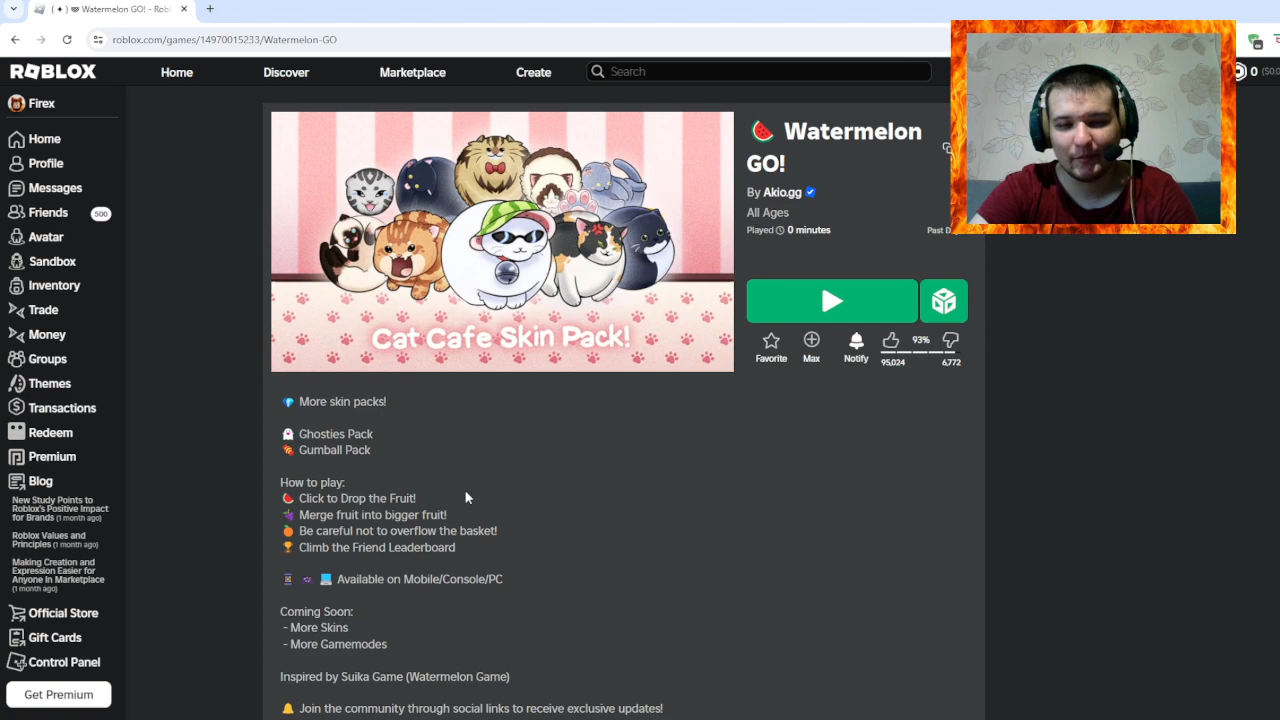 ( ✦ ) Watermelon GO! - Rob
roblox.com/games/14970015233/Watermelon-GO
ROBLOX
Home
Discover
Marketplace
Create
Search
0
Firex
Home
Profile
Messages
Friends 500
Avatar
Sandbox
Inventory
Trade
Money
Groups
Themes
Transactions
Redeem
Premium
Blog
New Study Points to
Roblox's Positive Impact
for Brands (1 month ago)
Roblox Values and
Principles (1 month ago)
Making Creation and
Expression Easier for
Anyone in Marketplace
(1 month ago)
Official Store
Gift Cards
Control Panel
Get Premium
Cat Cafe Skin Pack!
🍉 Watermelon
GO!
By Akio.gg
All Ages
Played 0 minutes
Favorite
Max
Notify
93%
95,024
6,772
💎 More skin packs!
👻 Ghosties Pack
🍬 Gumball Pack
How to play:
🍉 Click to Drop the Fruit!
🍇 Merge fruit into bigger fruit!
🍊 Be careful not to overflow the basket!
🏆 Climb the Friend Leaderboard
Available on Mobile/Console/PC
Coming Soon:
- More Skins
- More Gamemodes
Inspired by Suika Game (Watermelon Game)
🔔 Join the community through social links to receive exclusive updates!